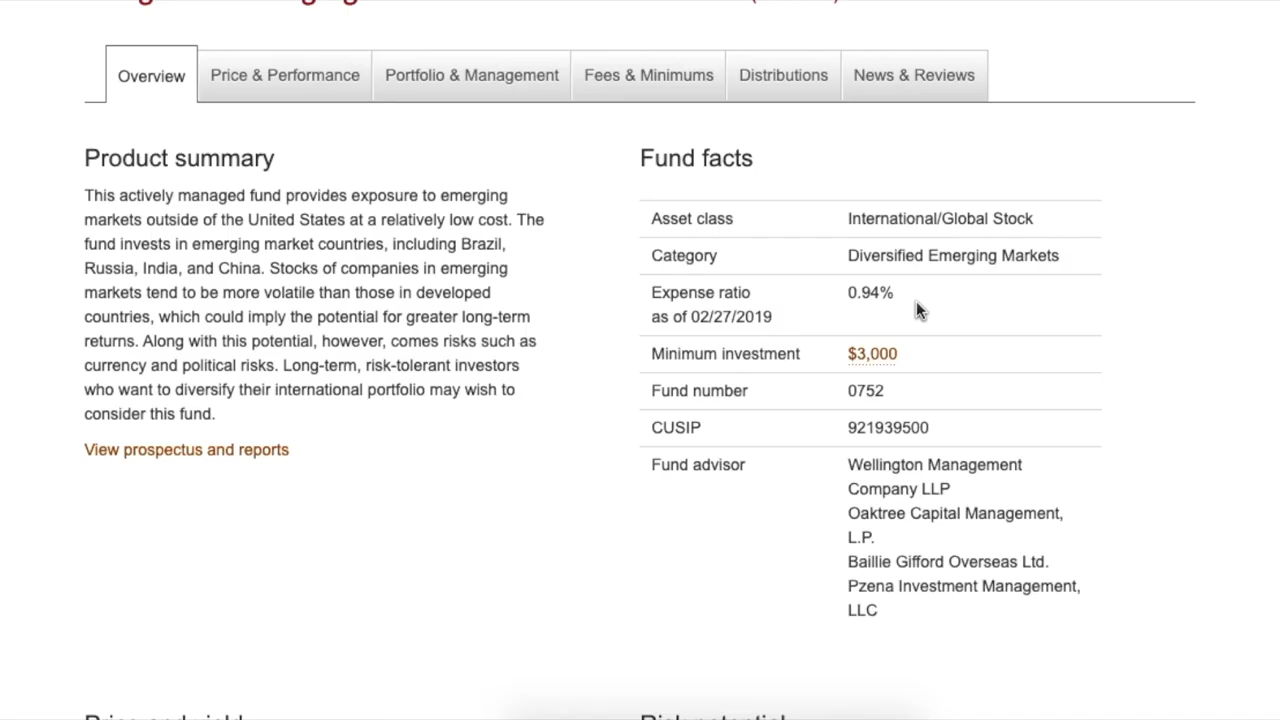 Overview
Price & Performance
Portfolio & Management
Fees & Minimums
Distributions
News & Reviews
Product summary
This actively managed fund provides exposure to emerging
markets outside of the United States at a relatively low cost. The
fund invests in emerging market countries, including Brazil,
Russia, India, and China. Stocks of companies in emerging
markets tend to be more volatile than those in developed
countries, which could imply the potential for greater long-term
returns. Along with this potential, however, comes risks such as
currency and political risks. Long-term, risk-tolerant investors
who want to diversify their international portfolio may wish to
consider this fund.
View prospectus and reports
Fund facts
Asset class International/Global Stock
Category Diversified Emerging Markets
Expense ratio 0.94%
as of 02/27/2019
Minimum investment $3,000
Fund number 0752
CUSIP 921939500
Fund advisor Wellington Management
Company LLP
Oaktree Capital Management,
L.P.
Baillie Gifford Overseas Ltd.
Pzena Investment Management,
LLC